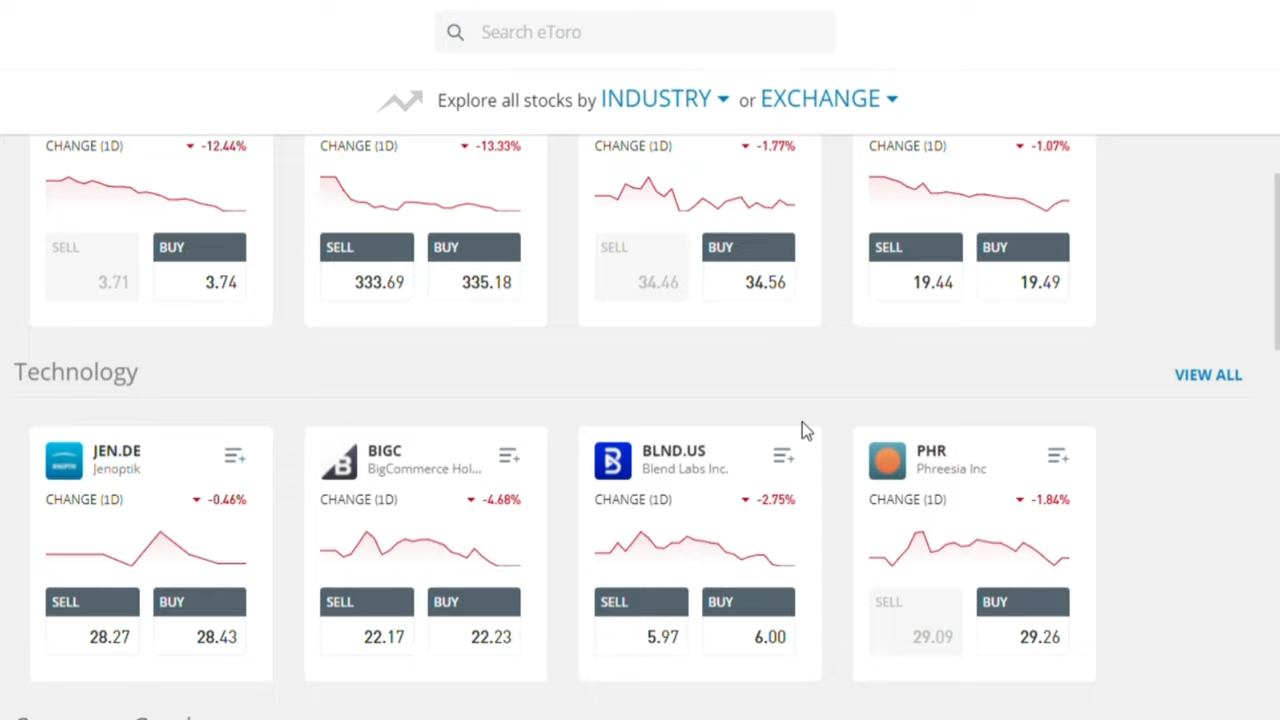 Search eToro
Explore all stocks by INDUSTRY or EXCHANGE
CHANGE (1D) -12.44% CHANGE (1D) -13.33% CHANGE (1D) -1.77% CHANGE (1D) -1.07%
SELL BUY SELL BUY SELL BUY SELL BUY
3.71 3.74 333.69 335.18 34.46 34.56 19.44 19.49
Technology VIEW ALL
JEN.DE BIGC BLND.US PHR
Jenoptik BigCommerce Hol... Blend Labs Inc. Phreesia Inc
CHANGE (1D) -0.46% CHANGE (1D) -4.68% CHANGE (1D) -2.75% CHANGE (1D) -1.84%
SELL BUY SELL BUY SELL BUY SELL BUY
28.27 28.43 22.17 22.23 5.97 6.00 29.09 29.26